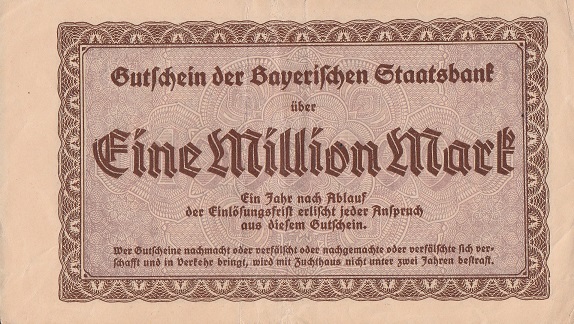 Gutschein der Bayerischen Staatsbank
über
Eine Million Mark
Ein Jahr nach Ablauf
der Einlösungsfrist erlischt jeder Anspruch
aus diesem Gutschein.
Wer Gutscheine nachmacht oder verfälscht oder nachgemachte oder verfälschte sich ver-
schafft und in Verkehr bringt, wird mit Zuchthaus nicht unter zwei Jahren bestraft.